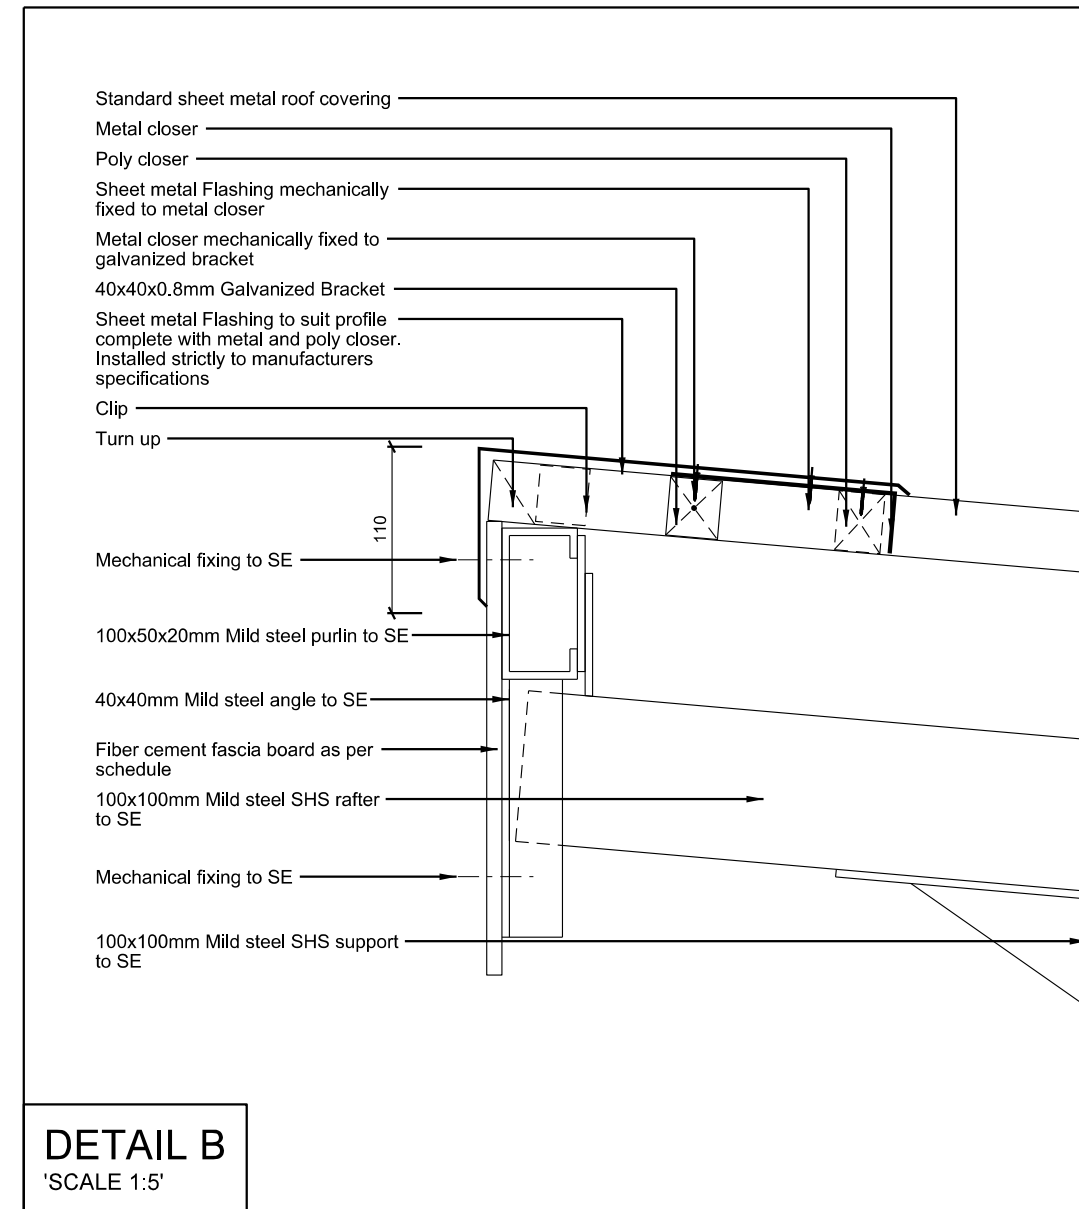 Standard sheet metal roof covering
Metal closer
Poly closer
Sheet metal Flashing mechanically
fixed to metal closer
Metal closer mechanically fixed to
galvanized bracket
40x40x0.8mm Galvanized Bracket
Sheet metal Flashing to suit profile
complete with metal and poly closer.
Installed strictly to manufacturers
specifications
Clip
Turn up
110
Mechanical fixing to SE
100x50x20mm Mild steel purlin to SE
40x40mm Mild steel angle to SE
Fiber cement fascia board as per
schedule
100x100mm Mild steel SHS rafter
to SE
Mechanical fixing to SE
100x100mm Mild steel SHS support
to SE
DETAIL B
'SCALE 1:5'